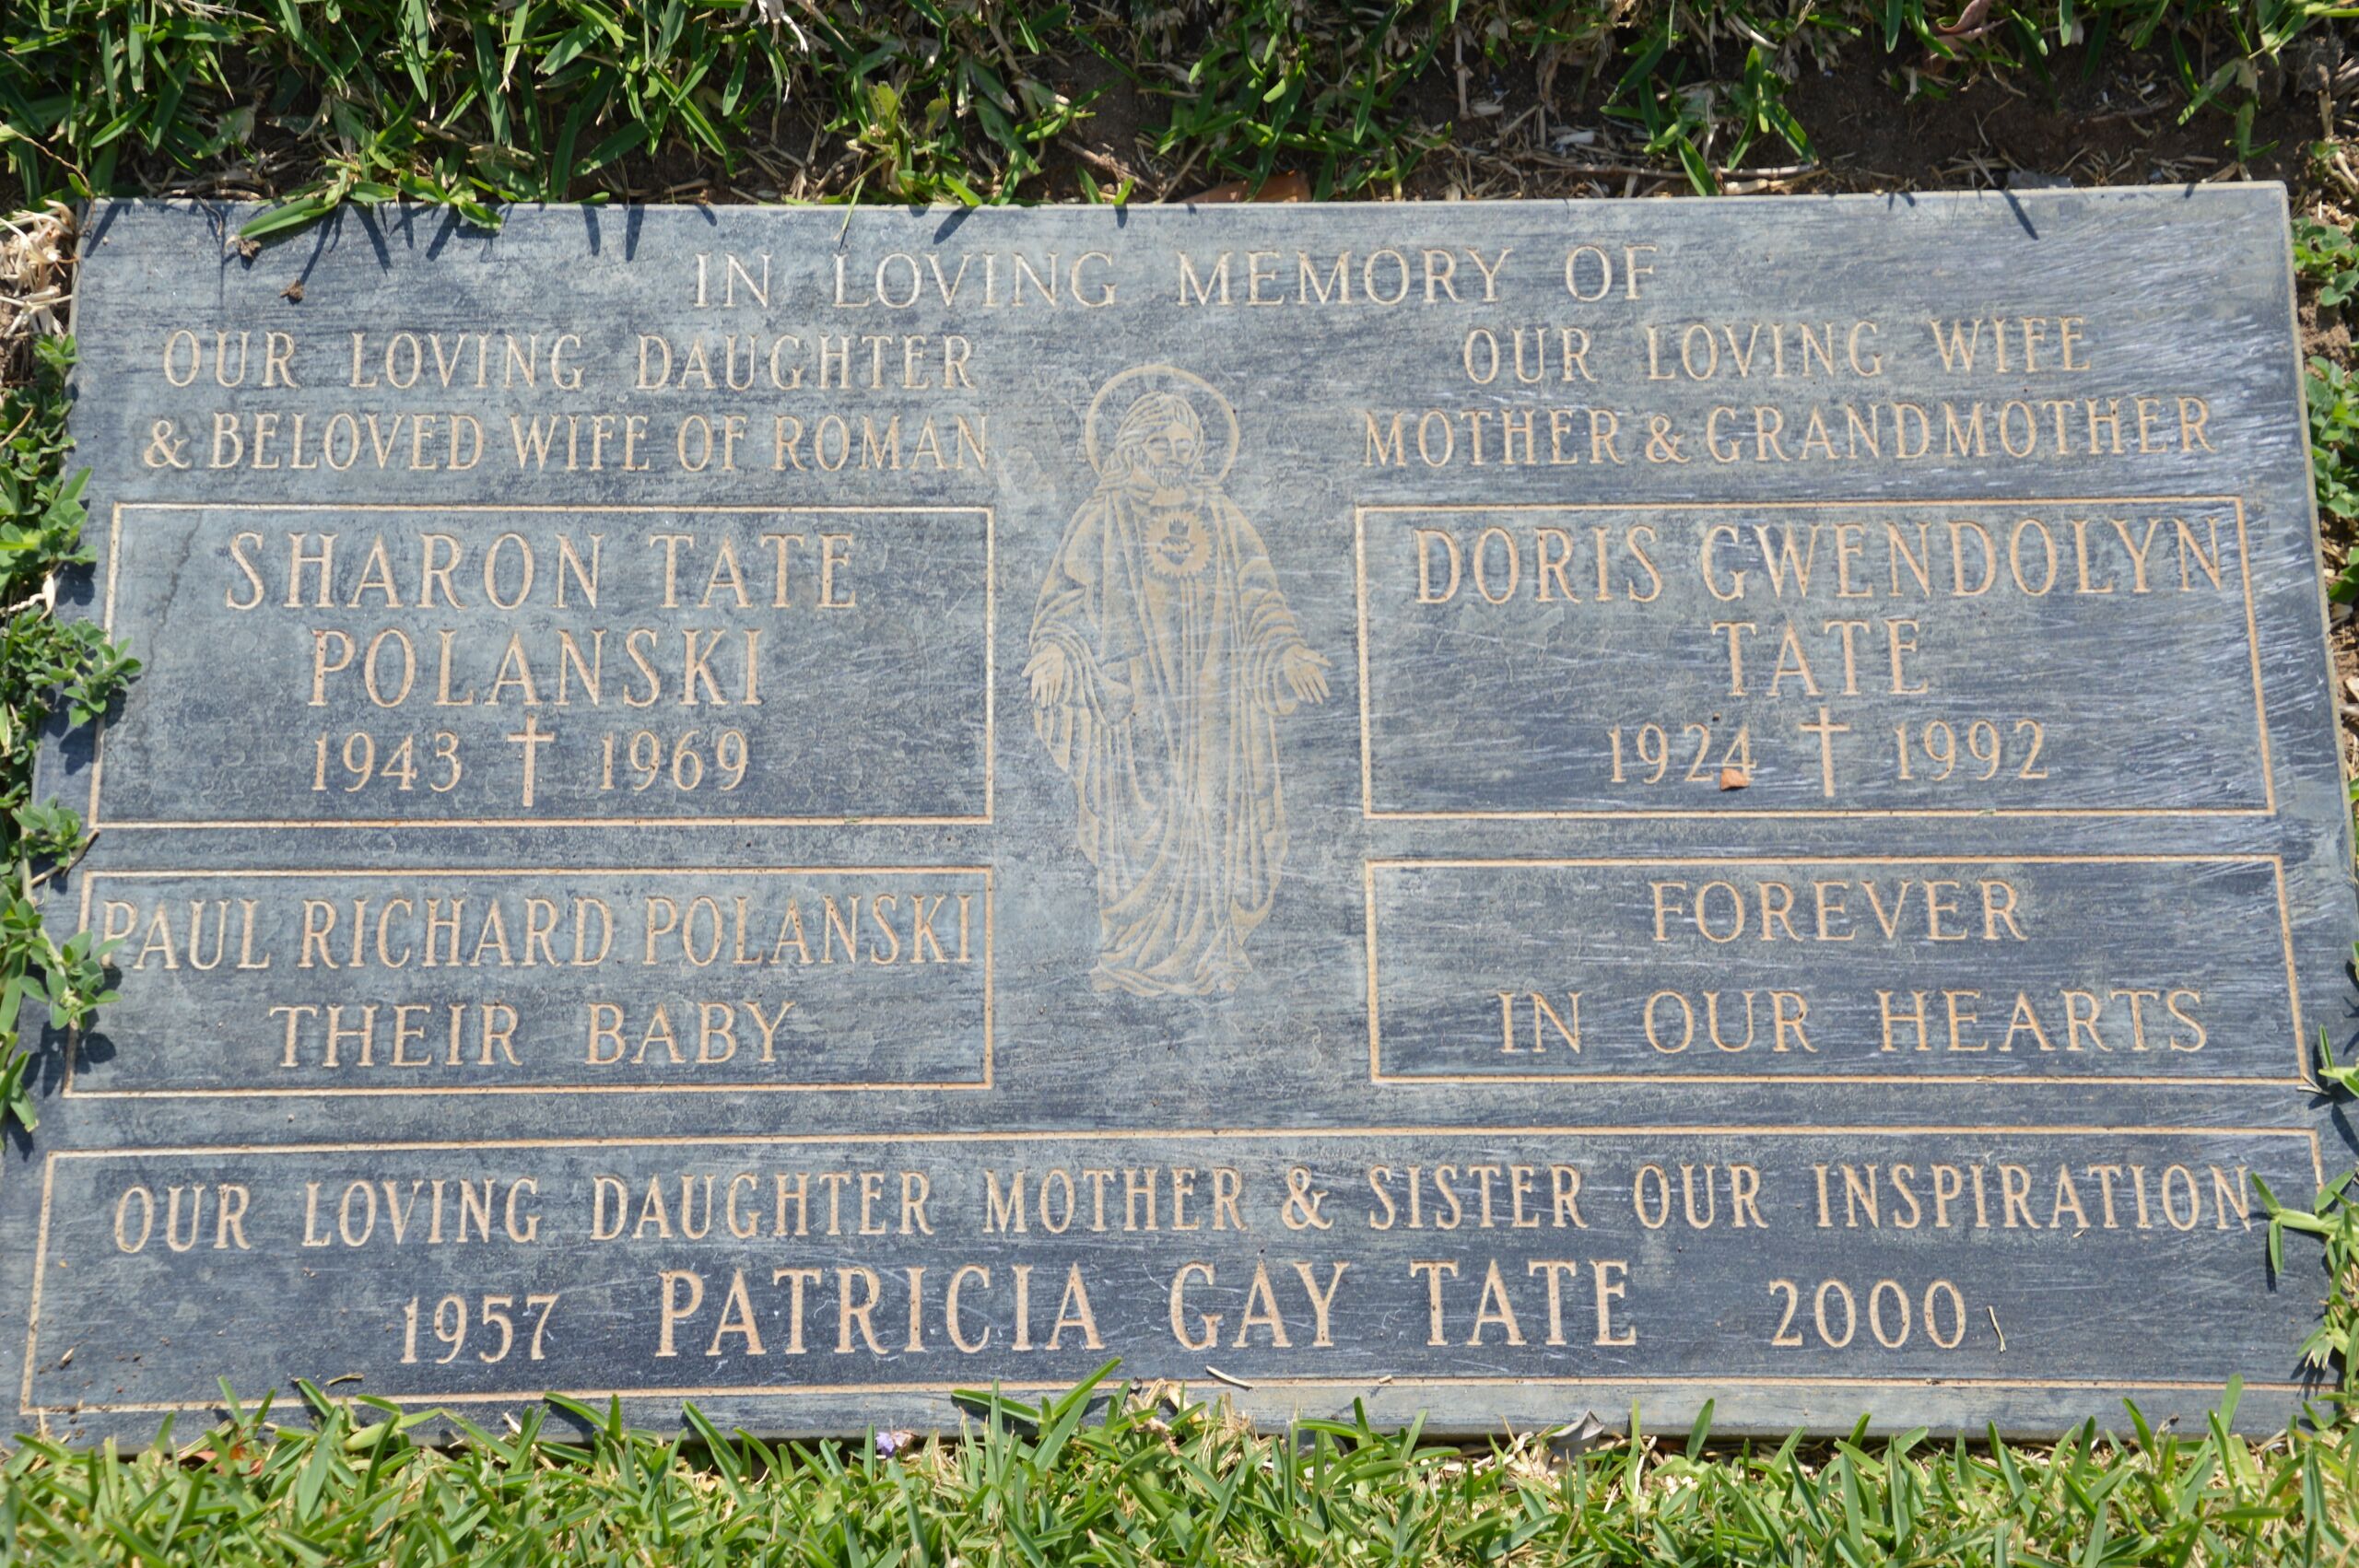 IN LOVING MEMORY OF
OUR LOVING DAUGHTER
& BELOVED WIFE OF ROMAN
SHARON TATE
POLANSKI
1943 † 1969
PAUL RICHARD POLANSKI
THEIR BABY
OUR LOVING WIFE
MOTHER & GRANDMOTHER
DORIS GWENDOLYN
TATE
1924 † 1992
FOREVER
IN OUR HEARTS
OUR LOVING DAUGHTER MOTHER & SISTER OUR INSPIRATION
1957 PATRICIA GAY TATE 2000